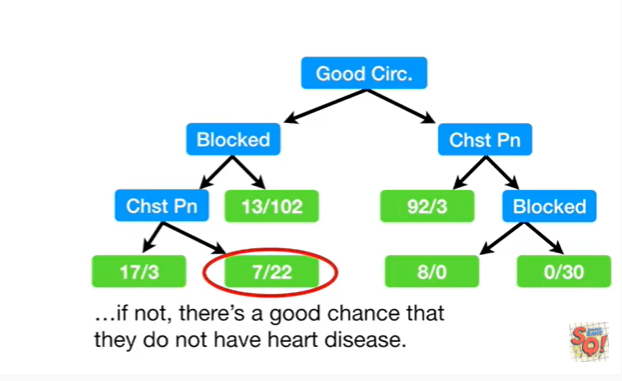 Good Circ.
Blocked
Chst Pn
Chst Pn
13/102
92/3
Blocked
17/3
7/22
8/0
0/30
…if not, there’s a good chance that
they do not have heart disease.
SQ!